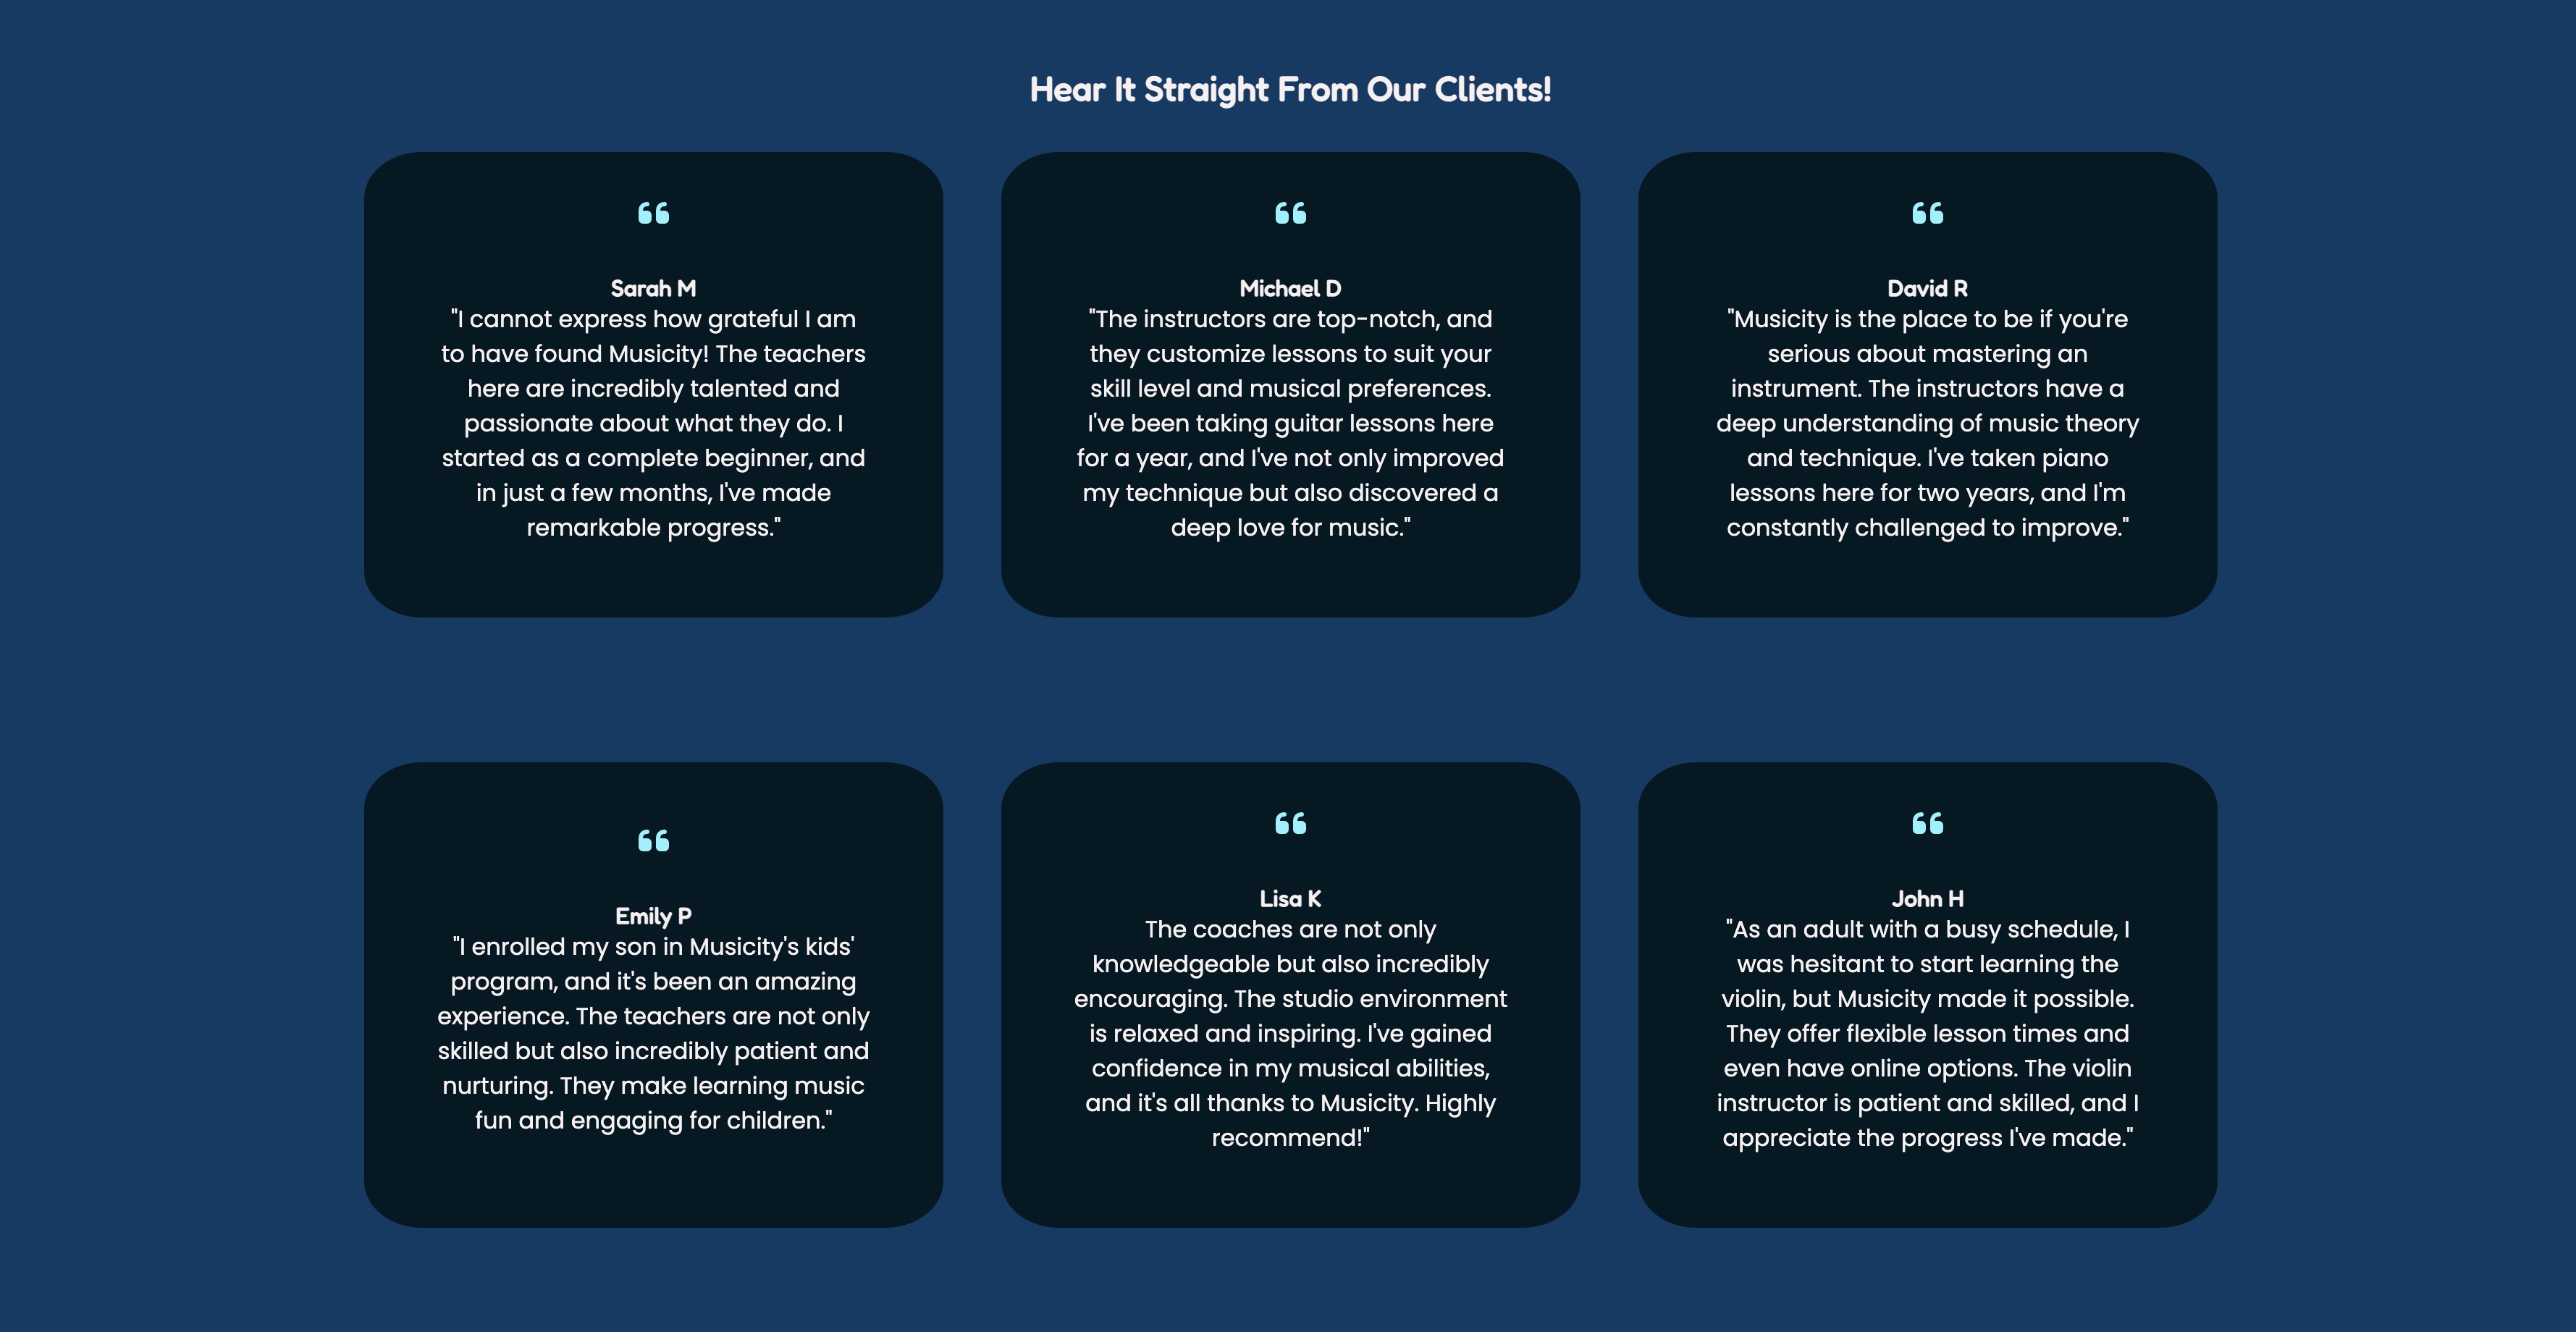 Hear It Straight From Our Clients!
Sarah M
"I cannot express how grateful I am
to have found Musicity! The teachers
here are incredibly talented and
passionate about what they do. I
started as a complete beginner, and
in just a few months, I've made
remarkable progress."
Michael D
"The instructors are top-notch, and
they customize lessons to suit your
skill level and musical preferences.
I've been taking guitar lessons here
for a year, and I've not only improved
my technique but also discovered a
deep love for music."
David R
"Musicity is the place to be if you're
serious about mastering an
instrument. The instructors have a
deep understanding of music theory
and technique. I've taken piano
lessons here for two years, and I'm
constantly challenged to improve."
Emily P
"I enrolled my son in Musicity's kids'
program, and it's been an amazing
experience. The teachers are not only
skilled but also incredibly patient and
nurturing. They make learning music
fun and engaging for children."
Lisa K
The coaches are not only
knowledgeable but also incredibly
encouraging. The studio environment
is relaxed and inspiring. I've gained
confidence in my musical abilities,
and it's all thanks to Musicity. Highly
recommend!"
John H
"As an adult with a busy schedule, I
was hesitant to start learning the
violin, but Musicity made it possible.
They offer flexible lesson times and
even have online options. The violin
instructor is patient and skilled, and I
appreciate the progress I've made."